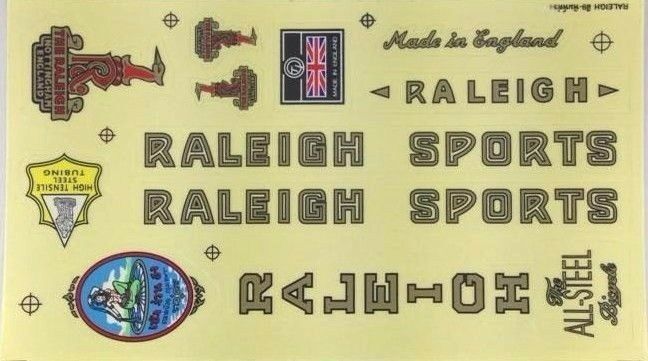 RALEIGH
THE RALEIGH
NOTTINGHAM
ENGLAND
MADE IN ENGLAND
Made in England
RALEIGH
RALEIGH SPORTS
RALEIGH SPORTS
HIGH TENSILE
STEEL
TUBING
RALEIGH
The
ALL-STEEL
Bicycle